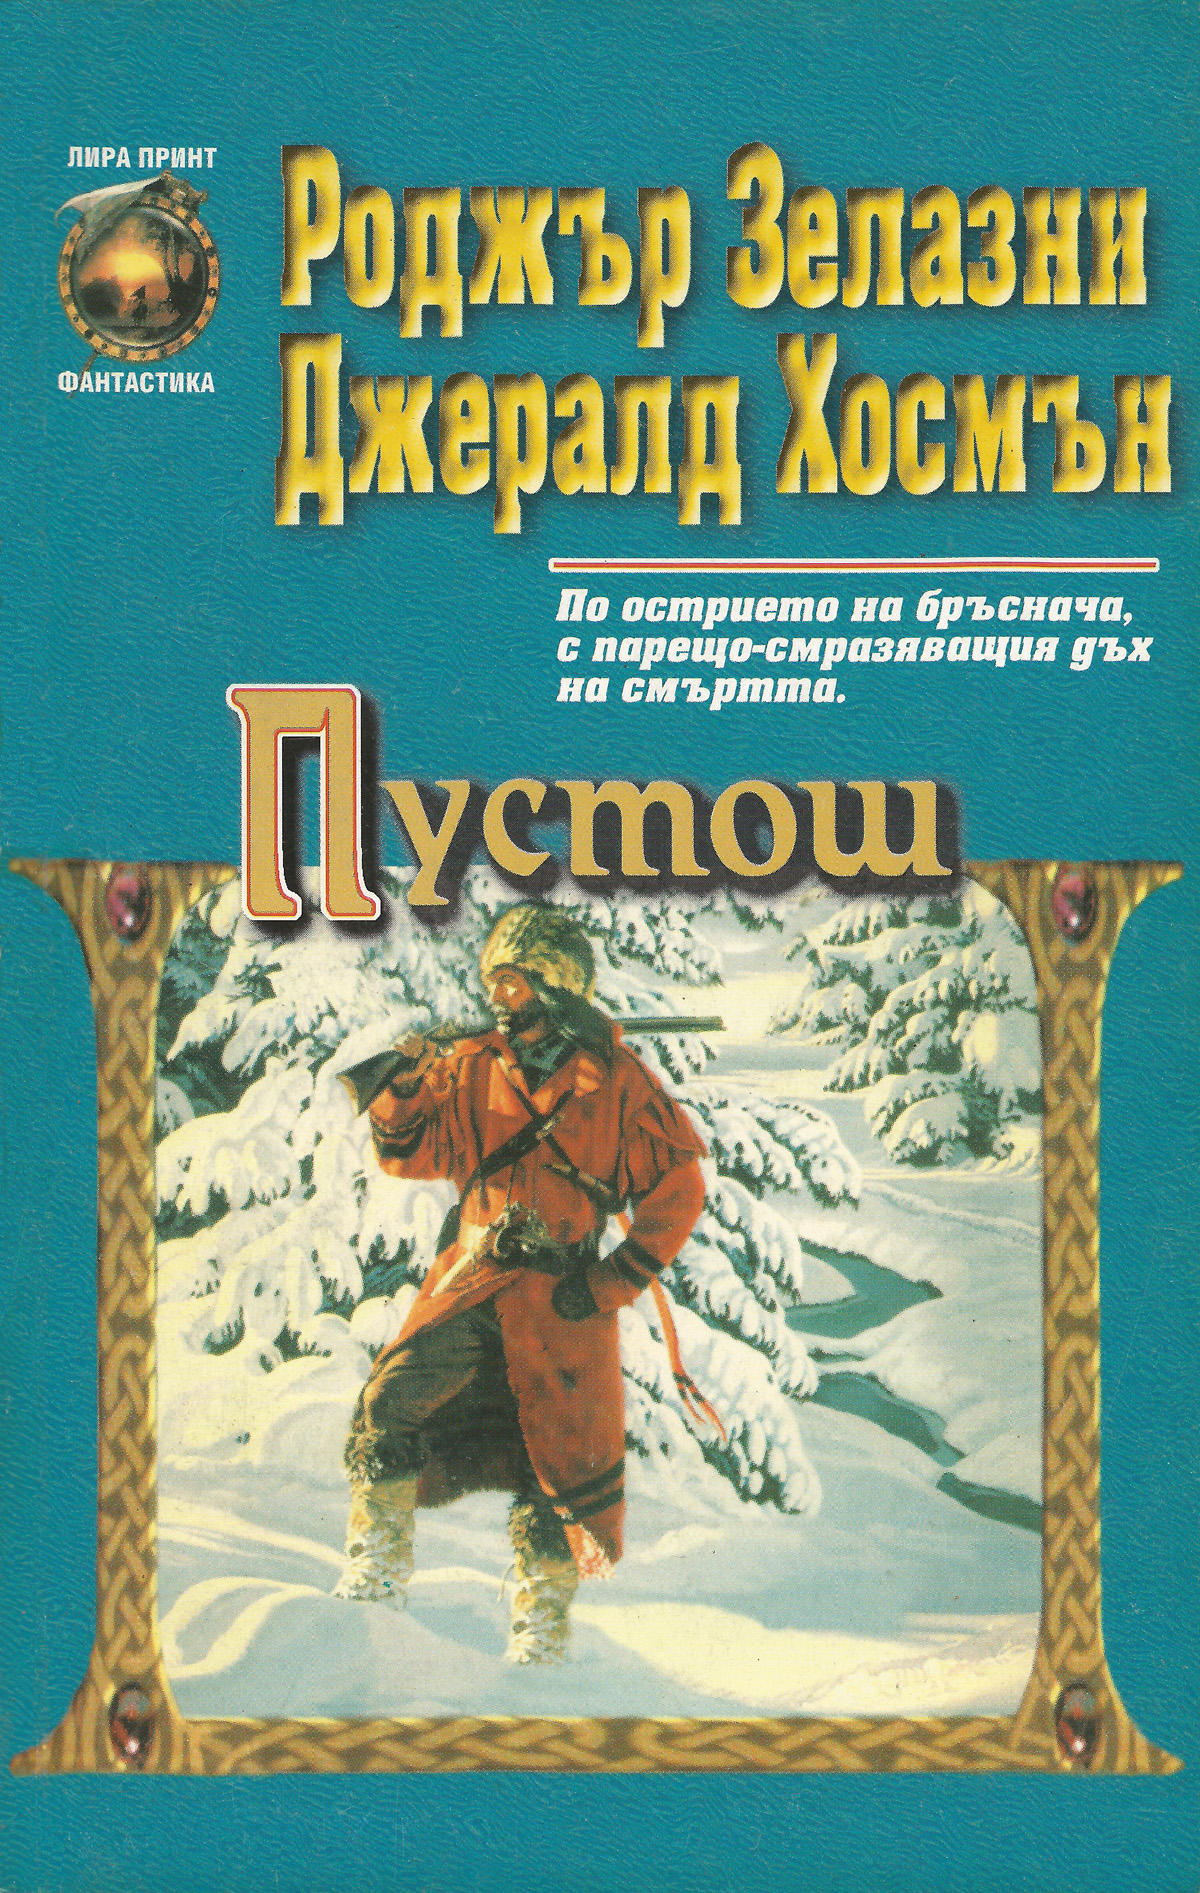 ЛИРА ПРИНТ
ФАНТАСТИКА
Роджър Зелазни
Джералд Хосмън
По острието на бръснача,
с парещо-смразяващия дъх
на смъртта.
Пустош